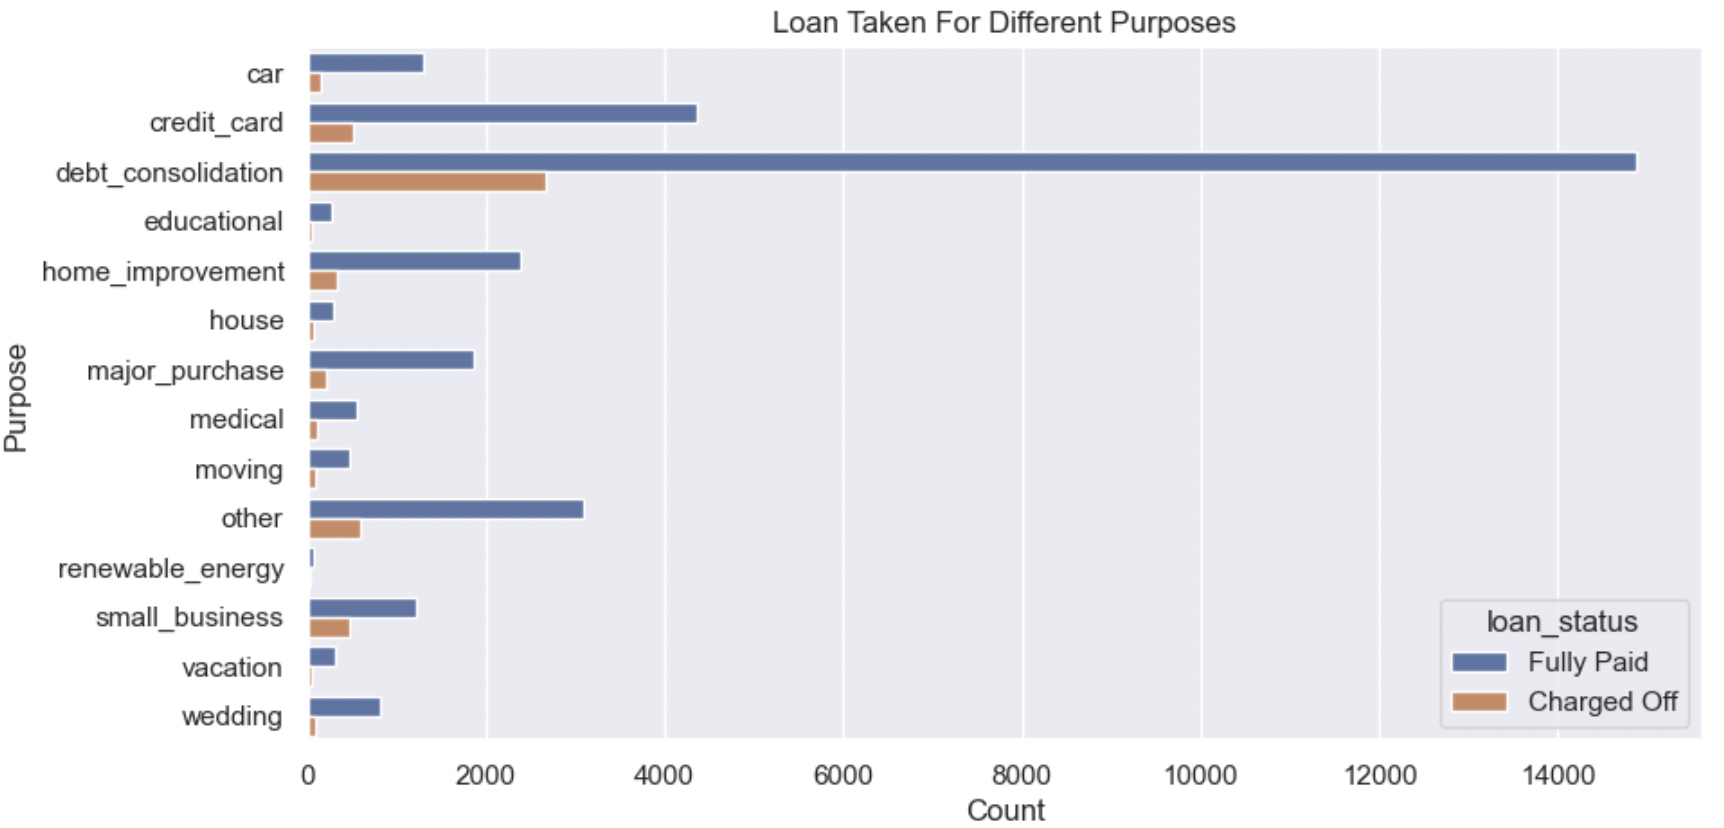 Loan Taken For Different Purposes
Purpose
car
credit_card
debt_consolidation
educational
home_improvement
house
major_purchase
medical
moving
other
renewable_energy
small_business
vacation
wedding
loan_status
Fully Paid
Charged Off
0 2000 4000 6000 8000 10000 12000 14000
Count